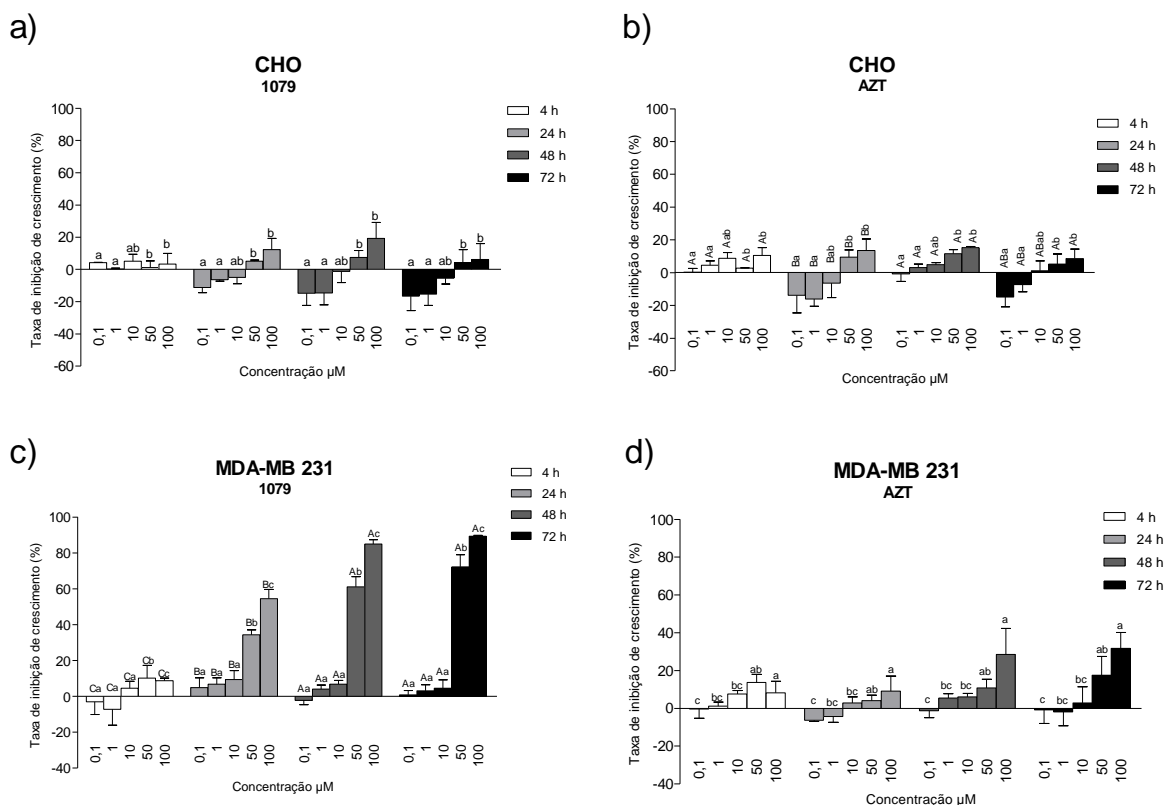 a)
CHO
1079
Taxa de inibição de crescimento (%)
100
80
60
40
20
0
-20
-40
-60
4 h
24 h
48 h
72 h
a a ab b b
a a ab b b
a a ab b b
a a ab b b
0,1 1 10 50 100 0,1 1 10 50 100 0,1 1 10 50 100 0,1 1 10 50 100
Concentração µM
b)
CHO
AZT
Taxa de inibição de crescimento (%)
100
80
60
40
20
0
-20
-40
-60
4 h
24 h
48 h
72 h
Aa Aa Aab Ab Ab
Ba Ba Bab Bb Bb
Aa Aa Aab Ab Ab
ABa ABa ABab Ab Ab
0,1 1 10 50 100 0,1 1 10 50 100 0,1 1 10 50 100 0,1 1 10 50 100
Concentração µM
c)
MDA-MB 231
1079
Taxa de inibição de crescimento (%)
100
80
60
40
20
0
-20
-40
4 h
24 h
48 h
72 h
Ca Ca Ca Cb Cc
Ba Ba Ba Bb Bc
Aa Aa Aa Ab Ac
Aa Aa Aa Ab Ac
0,1 1 10 50 100 0,1 1 10 50 100 0,1 1 10 50 100 0,1 1 10 50 100
Concentração µM
d)
MDA-MB 231
AZT
Taxa de inibição de crescimento (%)
100
80
60
40
20
0
-20
-40
4 h
24 h
48 h
72 h
c bc bc ab a
c bc bc ab a
c bc bc ab a
c bc bc ab a
0,1 1 10 50 100 0,1 1 10 50 100 0,1 1 10 50 100 0,1 1 10 50 100
Concentração µM